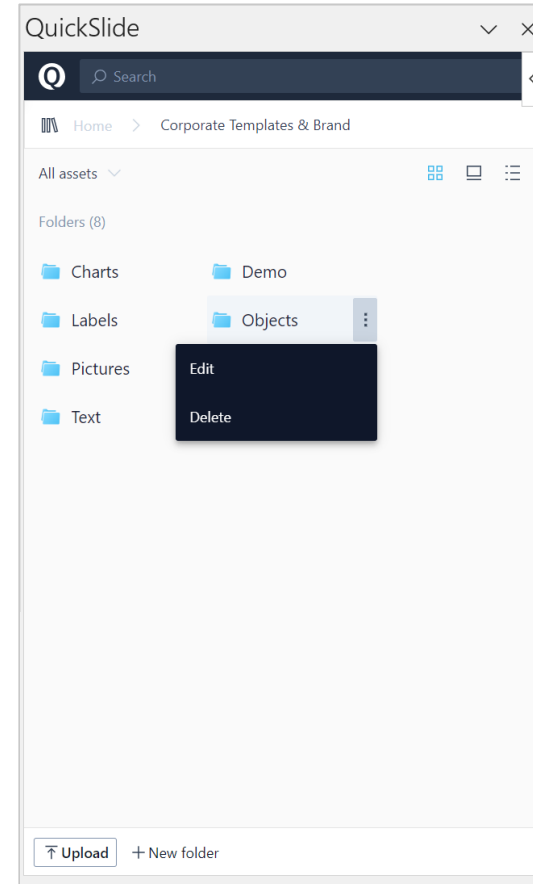 QuickSlide
Q Search
Home > Corporate Templates & Brand
All assets
Folders (8)
Charts Demo
Labels Objects
Pictures Edit
Text Delete
Upload + New folder